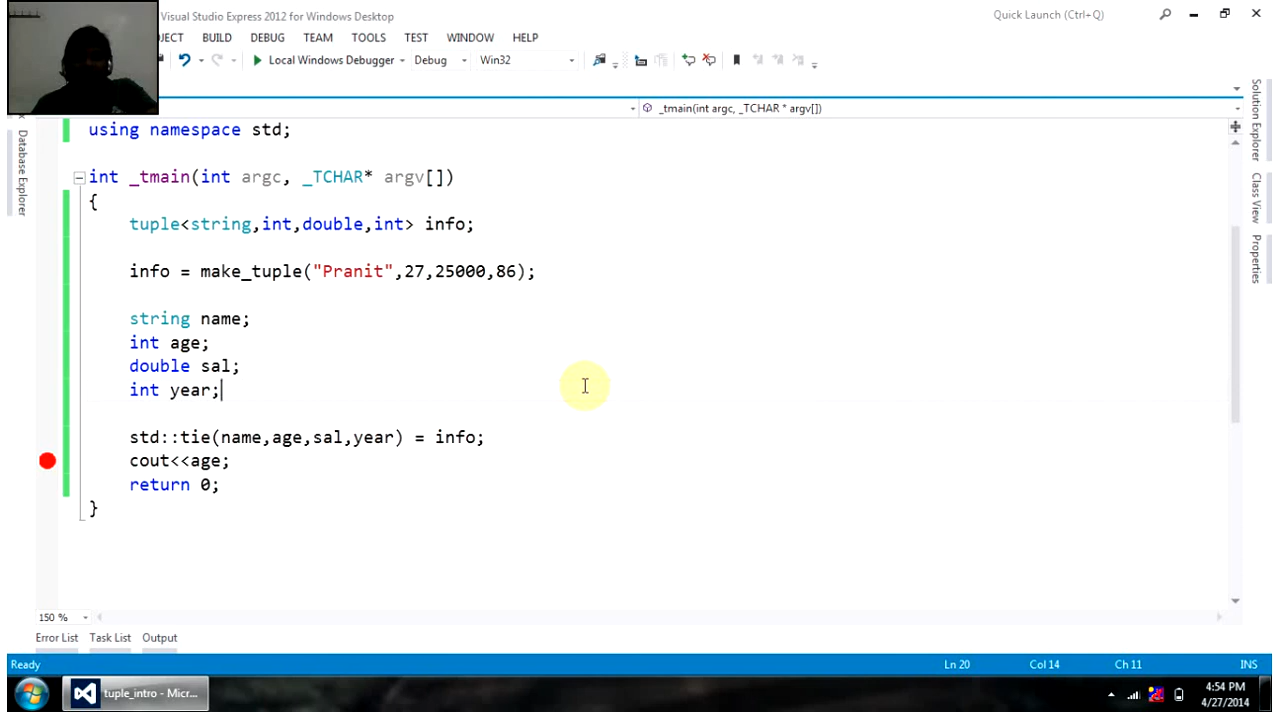 Visual Studio Express 2012 for Windows Desktop
Quick Launch (Ctrl+Q)
JECT BUILD DEBUG TEAM TOOLS TEST WINDOW HELP
Local Windows Debugger Debug Win32
_tmain(int argc, _TCHAR * argv[])
using namespace std;
int _tmain(int argc, _TCHAR* argv[])
{
tuple<string,int,double,int> info;
info = make_tuple("Pranit",27,25000,86);
string name;
int age;
double sal;
int year;
std::tie(name,age,sal,year) = info;
cout<<age;
return 0;
}
Database Explorer
Solution Explorer
Class View
Properties
150 %
Error List Task List Output
Ready Ln 20 Col 14 Ch 11 INS
tuple_intro - Micr...
4:54 PM
4/27/2014